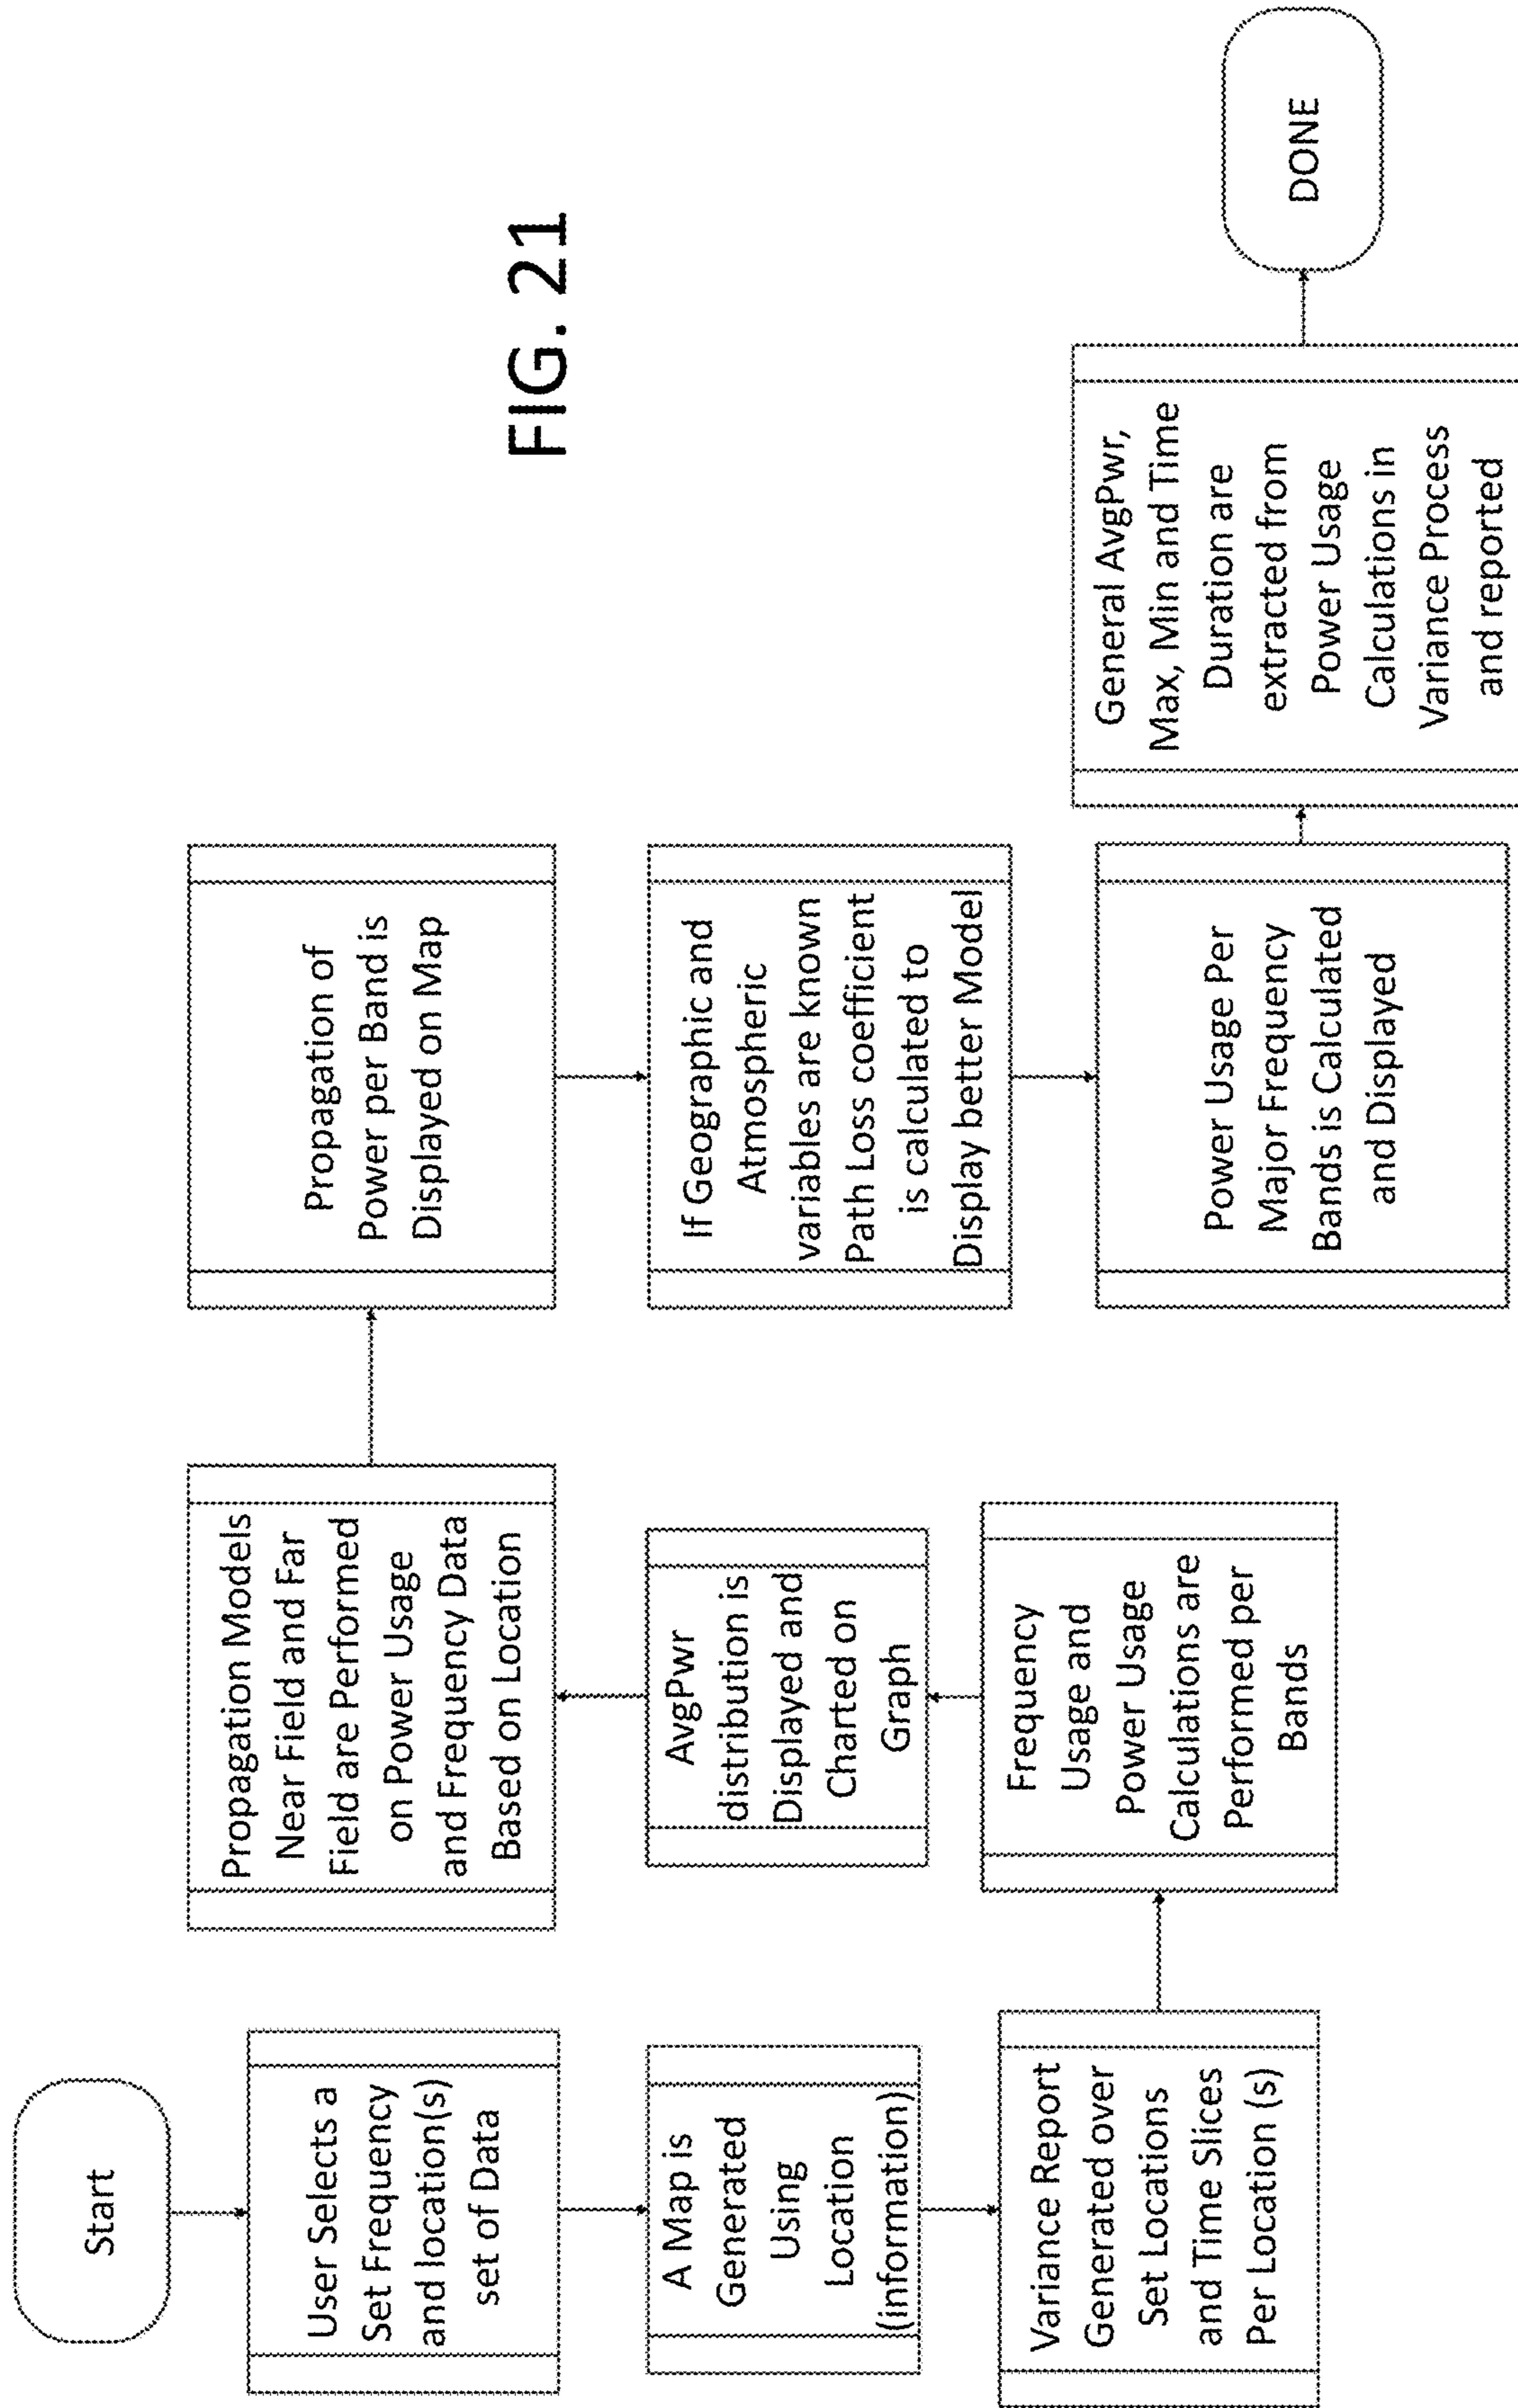 FIG. 21
Start
User Selects a
Set Frequency
and location(s)
set of Data
A Map is
Generated
Using
Location
(information)
Variance Report
Generated over
Set Locations
and Time Slices
Per Location (s)
Frequency
Usage and
Power Usage
Calculations are
Performed per
Bands
AvgPwr
distribution is
Displayed and
Charted on
Graph
Propagation Models
Near Field and Far
Field are Performed
on Power Usage
and Frequency Data
Based on Location
Propagation of
Power per Band is
Displayed on Map
If Geographic and
Atmospheric
variables are known
Path Loss coefficient
is calculated to
Display better Model
Power Usage Per
Major Frequency
Bands is Calculated
and Displayed
General AvgPwr,
Max, Min and Time
Duration are
extracted from
Power Usage
Calculations in
Variance Process
and reported
DONE